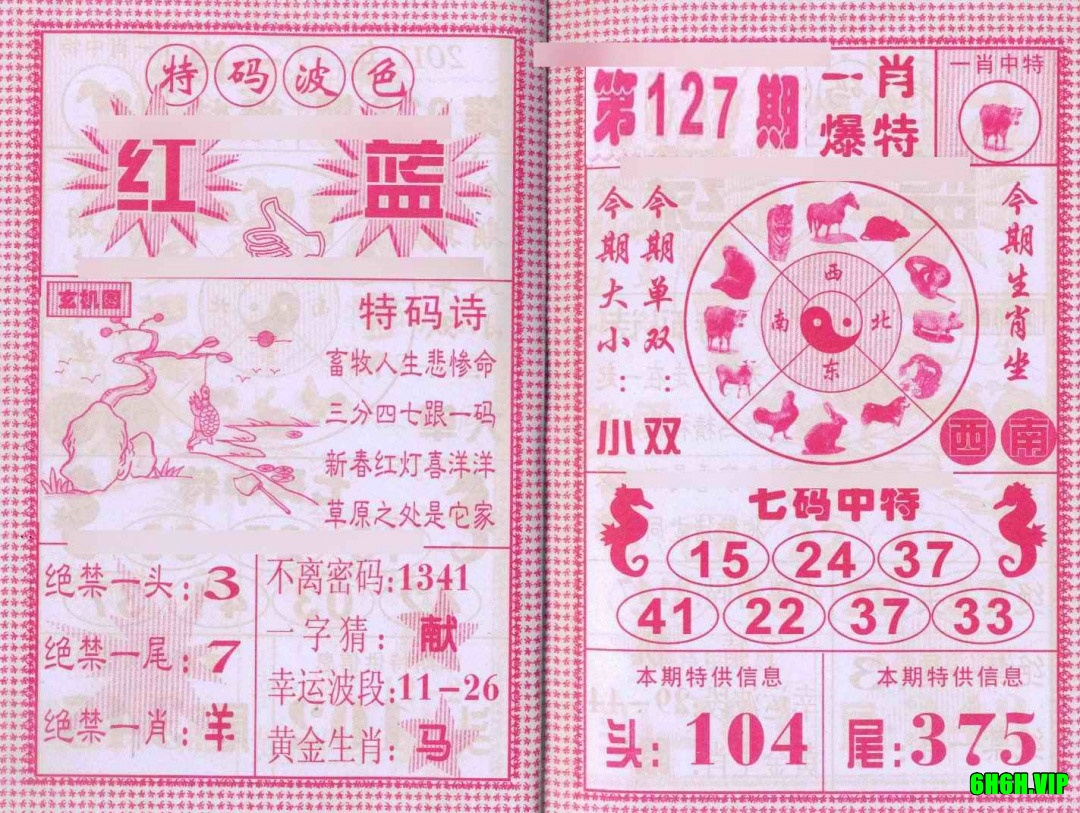 特码波色
红 蓝
玄机图
特码诗
畜牧人生悲惨命
三分四七跟一码
新春红灯喜洋洋
草原之处是它家
绝禁一头:3
绝禁一尾:7
绝禁一肖:羊
不离密码:1341
一字猜:献
幸运波段:11-26
黄金生肖:马
第127期
一肖
爆特
一肖中特
今期大小:小
今期单双:双
西
南
北
东
今期生肖坐
西南
七码中特
15 24 37
41 22 37 33
本期特供信息
头:104
本期特供信息
尾:375
6H6H.VIP